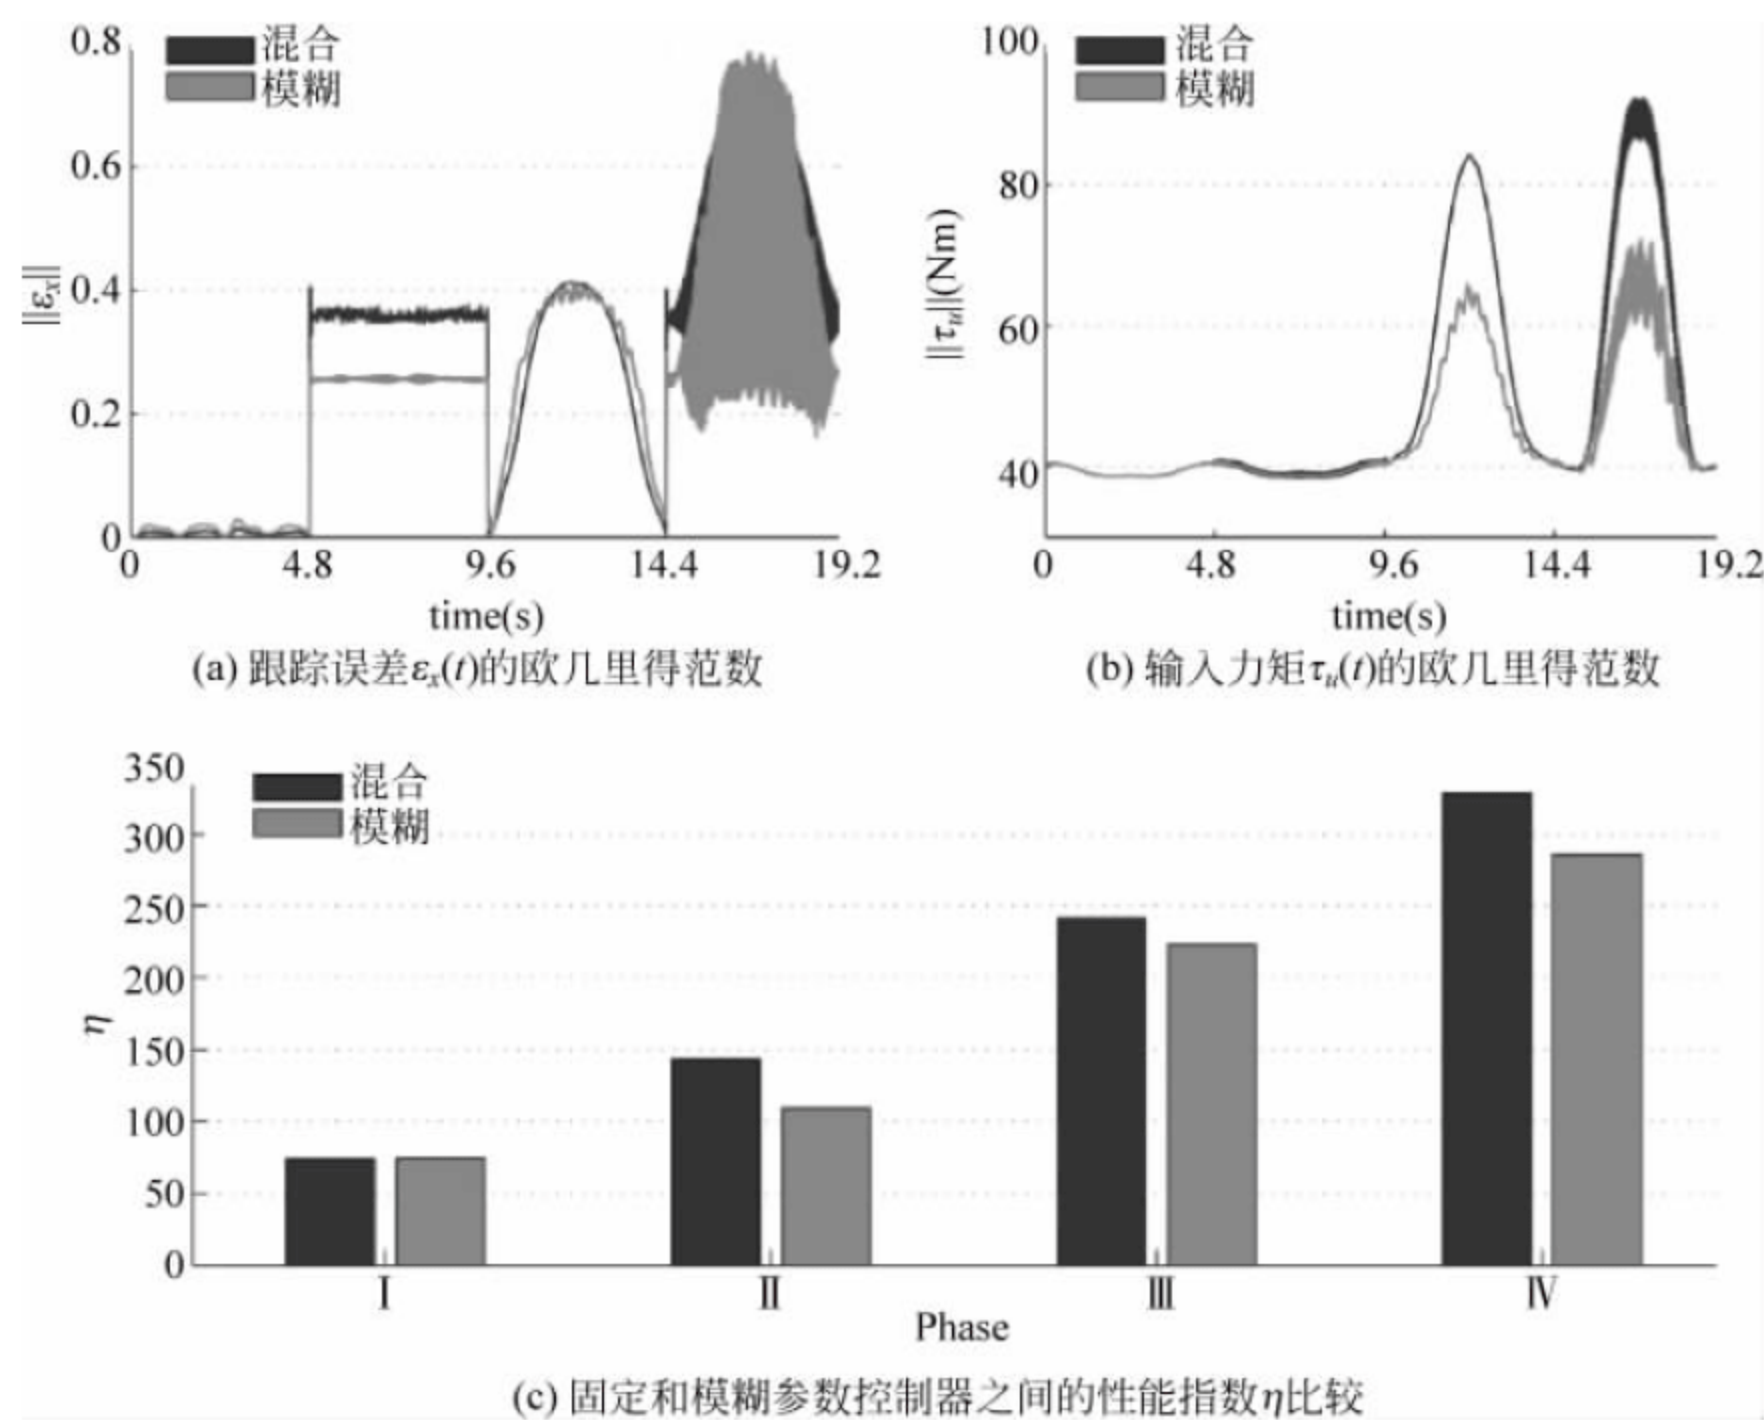 0.8
0.6
0.4
0.2
0
||εx||
混合
模糊
0 4.8 9.6 14.4 19.2
time(s)
(a) 跟踪误差εx(t)的欧几里得范数
100
80
60
40
||τu||(Nm)
混合
模糊
0 4.8 9.6 14.4 19.2
time(s)
(b) 输入力矩τu(t)的欧几里得范数
350
300
250
200
150
100
50
0
η
混合
模糊
Ⅰ Ⅱ Ⅲ Ⅳ
Phase
(c) 固定和模糊参数控制器之间的性能指数η比较